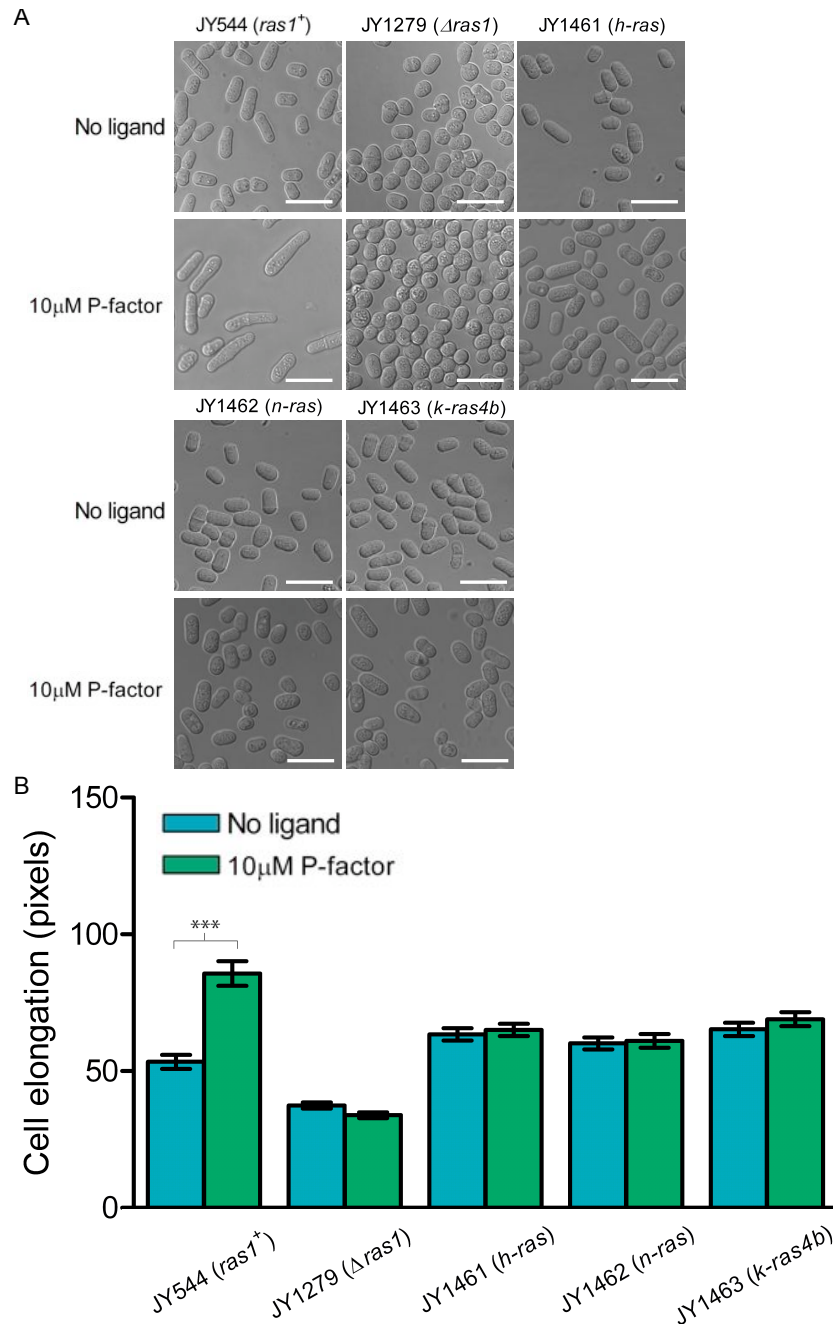 A
JY544 (ras1⁺) JY1279 (Δras1) JY1461 (h-ras)
No ligand
10μM P-factor
JY1462 (n-ras) JY1463 (k-ras4b)
No ligand
10μM P-factor
B
150
No ligand
10μM P-factor
***
100
50
0
Cell elongation (pixels)
JY544 (ras1⁺) JY1279 (Δras1) JY1461 (h-ras) JY1462 (n-ras) JY1463 (k-ras4b)